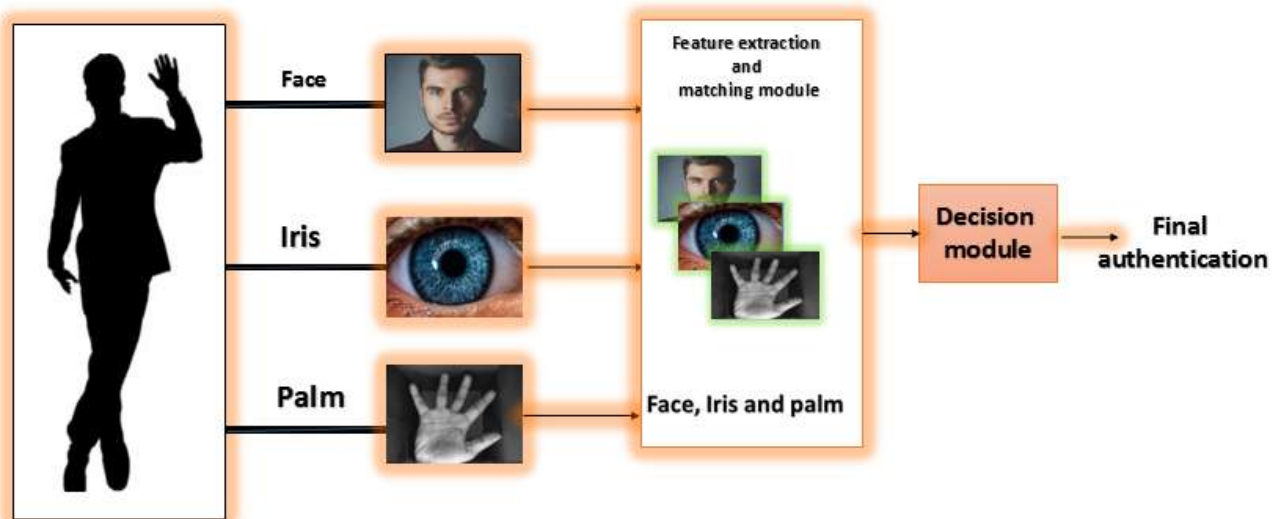 Face
Iris
Palm
Feature extraction
and
matching module
Face, Iris and palm
Decision
module
Final
authentication